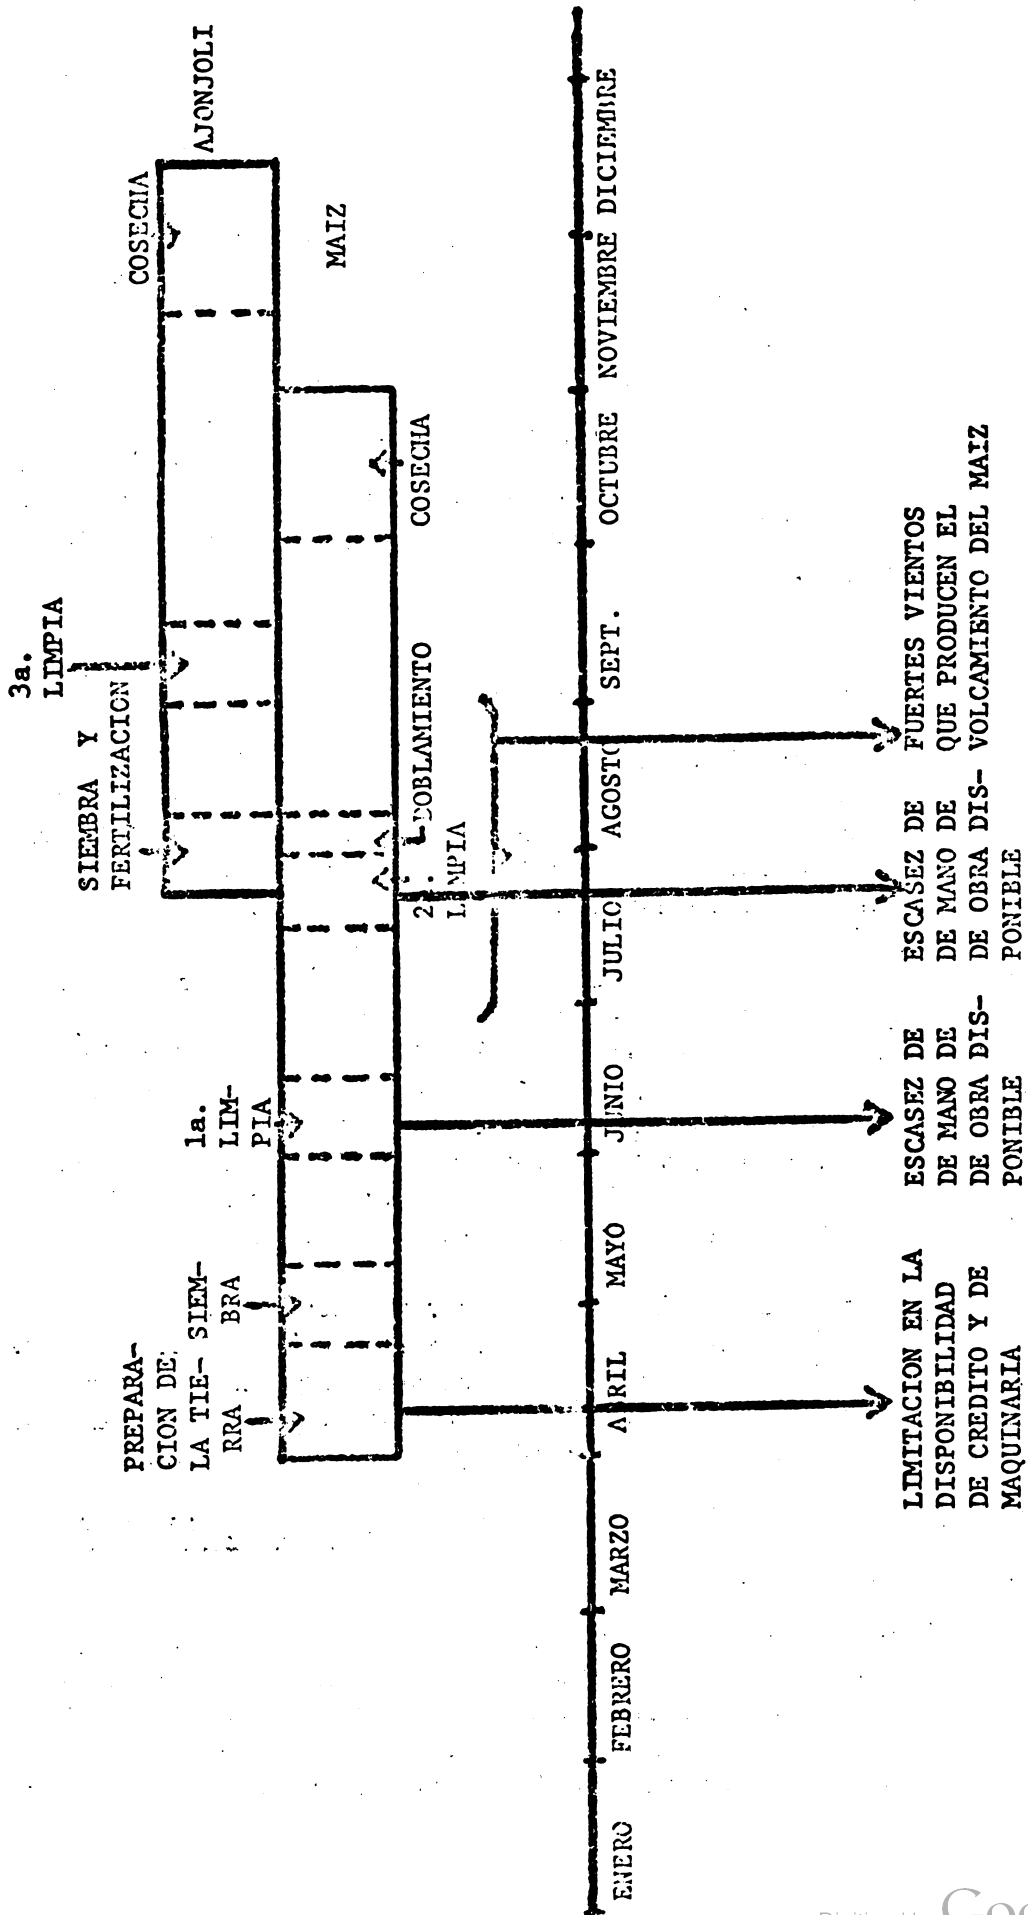 3a.
LIMPIA
SIEMBRA Y
FERTILIZACION
COSECHA
AJONJOLI
PREPARA-
CION DE
LA TIE-
RRA
SIEM-
BRA
1a.
LIM-
PIA
MAIZ
DOBLAMIENTO
COSECHA
ENERO FEBRERO MARZO ABRIL MAYO JUNIO JULIO AGOSTO SEPT. OCTUBRE NOVIEMBRE DICIEMBRE
LIMITACION EN LA
DISPONIBILIDAD
DE CREDITO Y DE
MAQUINARIA
ESCASEZ DE
DE MANO DE
DE OBRA DIS-
PONIBLE
ESCASEZ DE
DE MANO DE
DE OBRA DIS-
PONIBLE
FUERTES VIENTOS
QUE PRODUCEN EL
VOLCAMIENTO DEL MAIZ